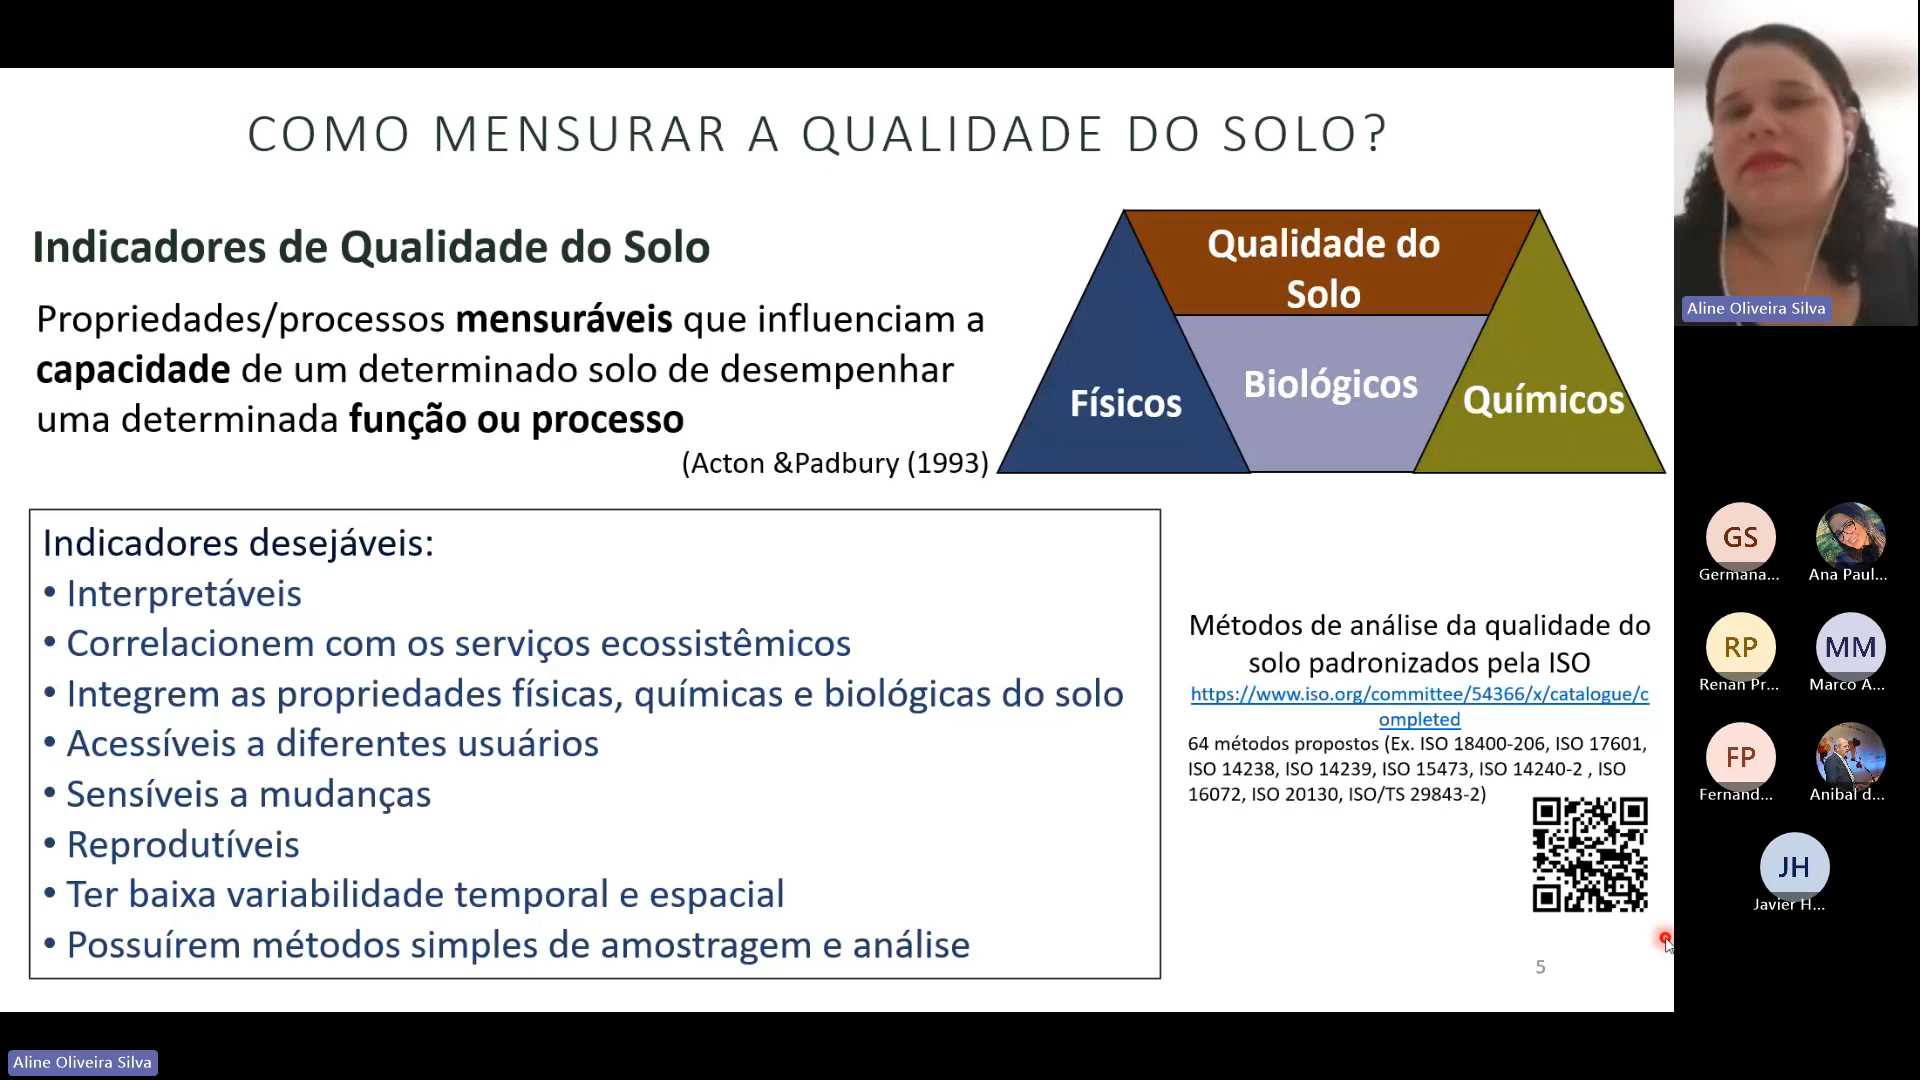 COMO MENSURAR A QUALIDADE DO SOLO?
Indicadores de Qualidade do Solo
Propriedades/processos mensuráveis que influenciam a
capacidade de um determinado solo de desempenhar
uma determinada função ou processo
(Acton &Padbury (1993)
Qualidade do
Solo
Físicos
Biológicos
Químicos
Indicadores desejáveis:
• Interpretáveis
• Correlacionem com os serviços ecossistêmicos
• Integrem as propriedades físicas, químicas e biológicas do solo
• Acessíveis a diferentes usuários
• Sensíveis a mudanças
• Reprodutíveis
• Ter baixa variabilidade temporal e espacial
• Possuírem métodos simples de amostragem e análise
Métodos de análise da qualidade do
solo padronizados pela ISO
https://www.iso.org/committee/54366/x/catalogue/c
ompleted
64 métodos propostos (Ex. ISO 18400-206, ISO 17601,
ISO 14238, ISO 14239, ISO 15473, ISO 14240-2 , ISO
16072, ISO 20130, ISO/TS 29843-2)
5
Aline Oliveira Silva
GS
Germana...
Ana Paul...
RP
Renan Pr...
MM
Marco A...
FP
Fernand...
Anibal d...
JH
Javier H...
Aline Oliveira Silva